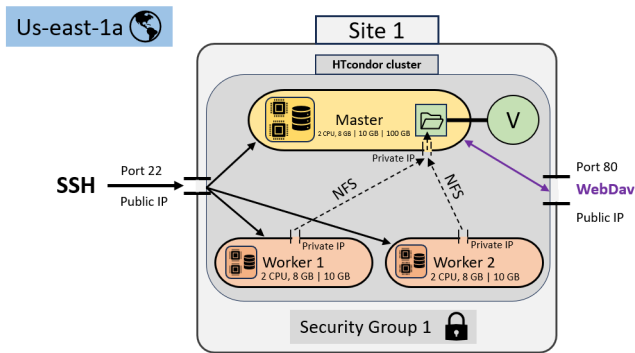 Us-east-1a
Site 1
HTcondor cluster
Master
2 CPU, 8 GB | 10 GB | 100 GB
V
Private IP
Port 22
SSH
Public IP
Port 80
WebDav
Public IP
NFS
NFS
Private IP
Private IP
Worker 1
2 CPU, 8 GB | 10 GB
Worker 2
2 CPU, 8 GB | 10 GB
Security Group 1